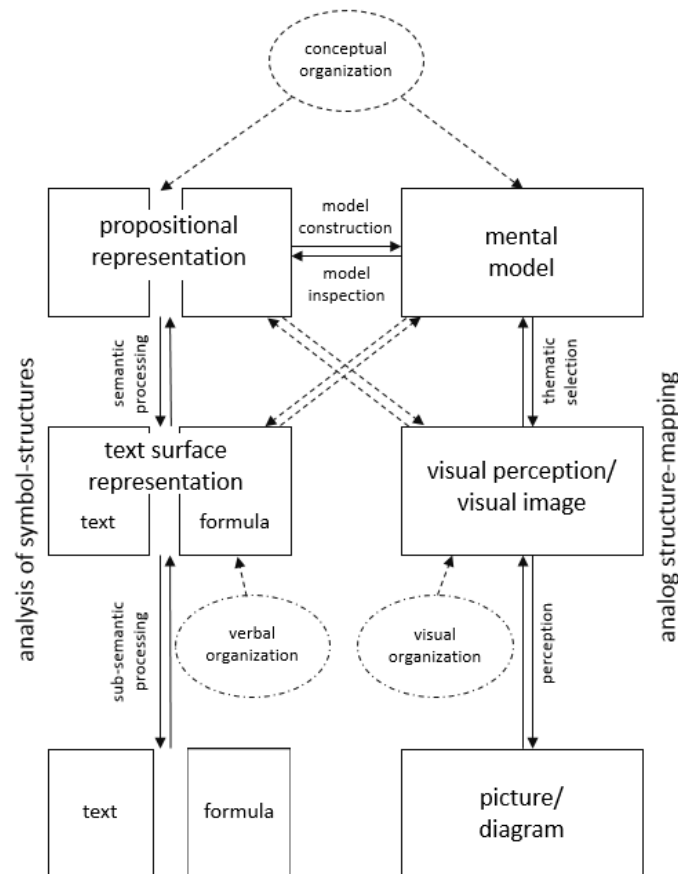 conceptual
organization
propositional
representation
model
construction
model
inspection
mental
model
analysis of symbol-structures
semantic
processing
thematic
selection
analog structure-mapping
text surface
representation
text
formula
visual perception/
visual image
sub-semantic
processing
verbal
organization
visual
organization
perception
text
formula
picture/
diagram